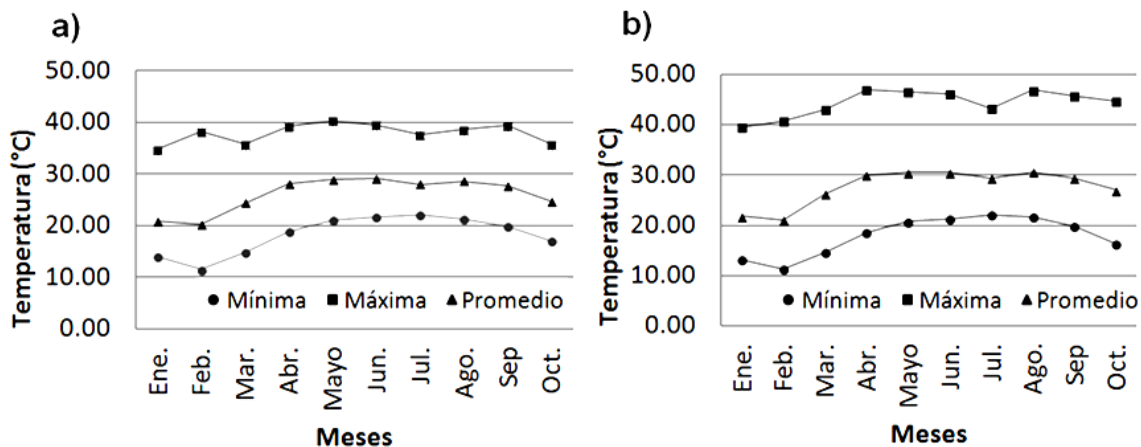 a)
Temperatura (°C)
50.00
40.00
30.00
20.00
10.00
0.00
Mínima Máxima Promedio
Ene. Feb. Mar. Abr. Mayo Jun. Jul. Ago. Sep Oct.
Meses
b)
Temperatura (°C)
50.00
40.00
30.00
20.00
10.00
0.00
Mínima Máxima Promedio
Ene. Feb. Mar. Abr. Mayo Jun. Jul. Ago. Sep Oct.
Meses